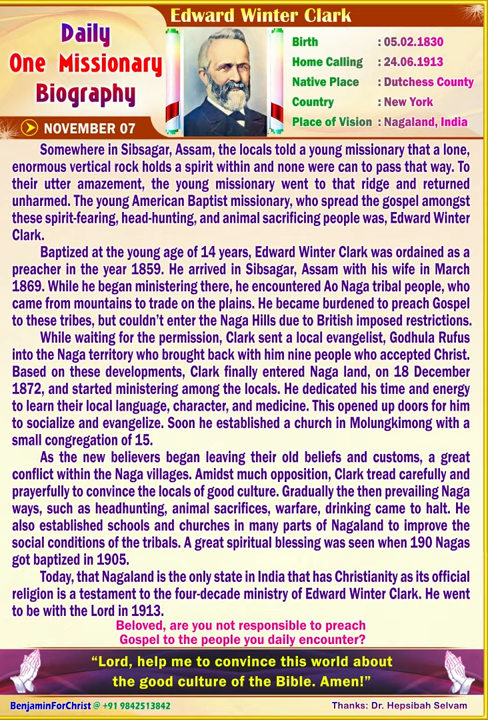 Edward Winter Clark
Daily
One Missionary
Biography
NOVEMBER 07
Birth : 05.02.1830
Home Calling : 24.06.1913
Native Place : Dutchess County
Country : New York
Place of Vision : Nagaland, India
Somewhere in Sibsagar, Assam, the locals told a young missionary that a lone,
enormous vertical rock holds a spirit within and none were can to pass that way. To
their utter amazement, the young missionary went to that ridge and returned
unharmed. The young American Baptist missionary, who spread the gospel amongst
these spirit-fearing, head-hunting, and animal sacrificing people was, Edward Winter
Clark.
Baptized at the young age of 14 years, Edward Winter Clark was ordained as a
preacher in the year 1859. He arrived in Sibsagar, Assam with his wife in March
1869. While he began ministering there, he encountered Ao Naga tribal people, who
came from mountains to trade on the plains. He became burdened to preach Gospel
to these tribes, but couldn't enter the Naga Hills due to British imposed restrictions.
While waiting for the permission, Clark sent a local evangelist, Godhula Rufus
into the Naga territory who brought back with him nine people who accepted Christ.
Based on these developments, Clark finally entered Naga land, on 18 December
1872, and started ministering among the locals. He dedicated his time and energy
to learn their local language, character, and medicine. This opened up doors for him
to socialize and evangelize. Soon he established a church in Molungkimong with a
small congregation of 15.
As the new believers began leaving their old beliefs and customs, a great
conflict within the Naga villages. Amidst much opposition, Clark tread carefully and
prayerfully to convince the locals of good culture. Gradually the then prevailing Naga
ways, such as headhunting, animal sacrifices, warfare, drinking came to halt. He
also established schools and churches in many parts of Nagaland to improve the
social conditions of the tribals. A great spiritual blessing was seen when 190 Nagas
got baptized in 1905.
Today, that Nagaland is the only state in India that has Christianity as its official
religion is a testament to the four-decade ministry of Edward Winter Clark. He went
to be with the Lord in 1913.
Beloved, are you not responsible to preach
Gospel to the people you daily encounter?
“Lord, help me to convince this world about
the good culture of the Bible. Amen!”
BenjaminForChrist @ +91 9842513842
Thanks: Dr. Hepsibah Selvam